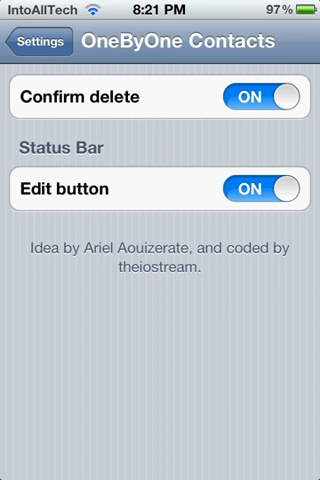 IntoAllTech 8:21 PM 97%
Settings OneByOne Contacts
Confirm delete ON
Status Bar
Edit button ON
Idea by Ariel Aouizerate, and coded by
theiostream.